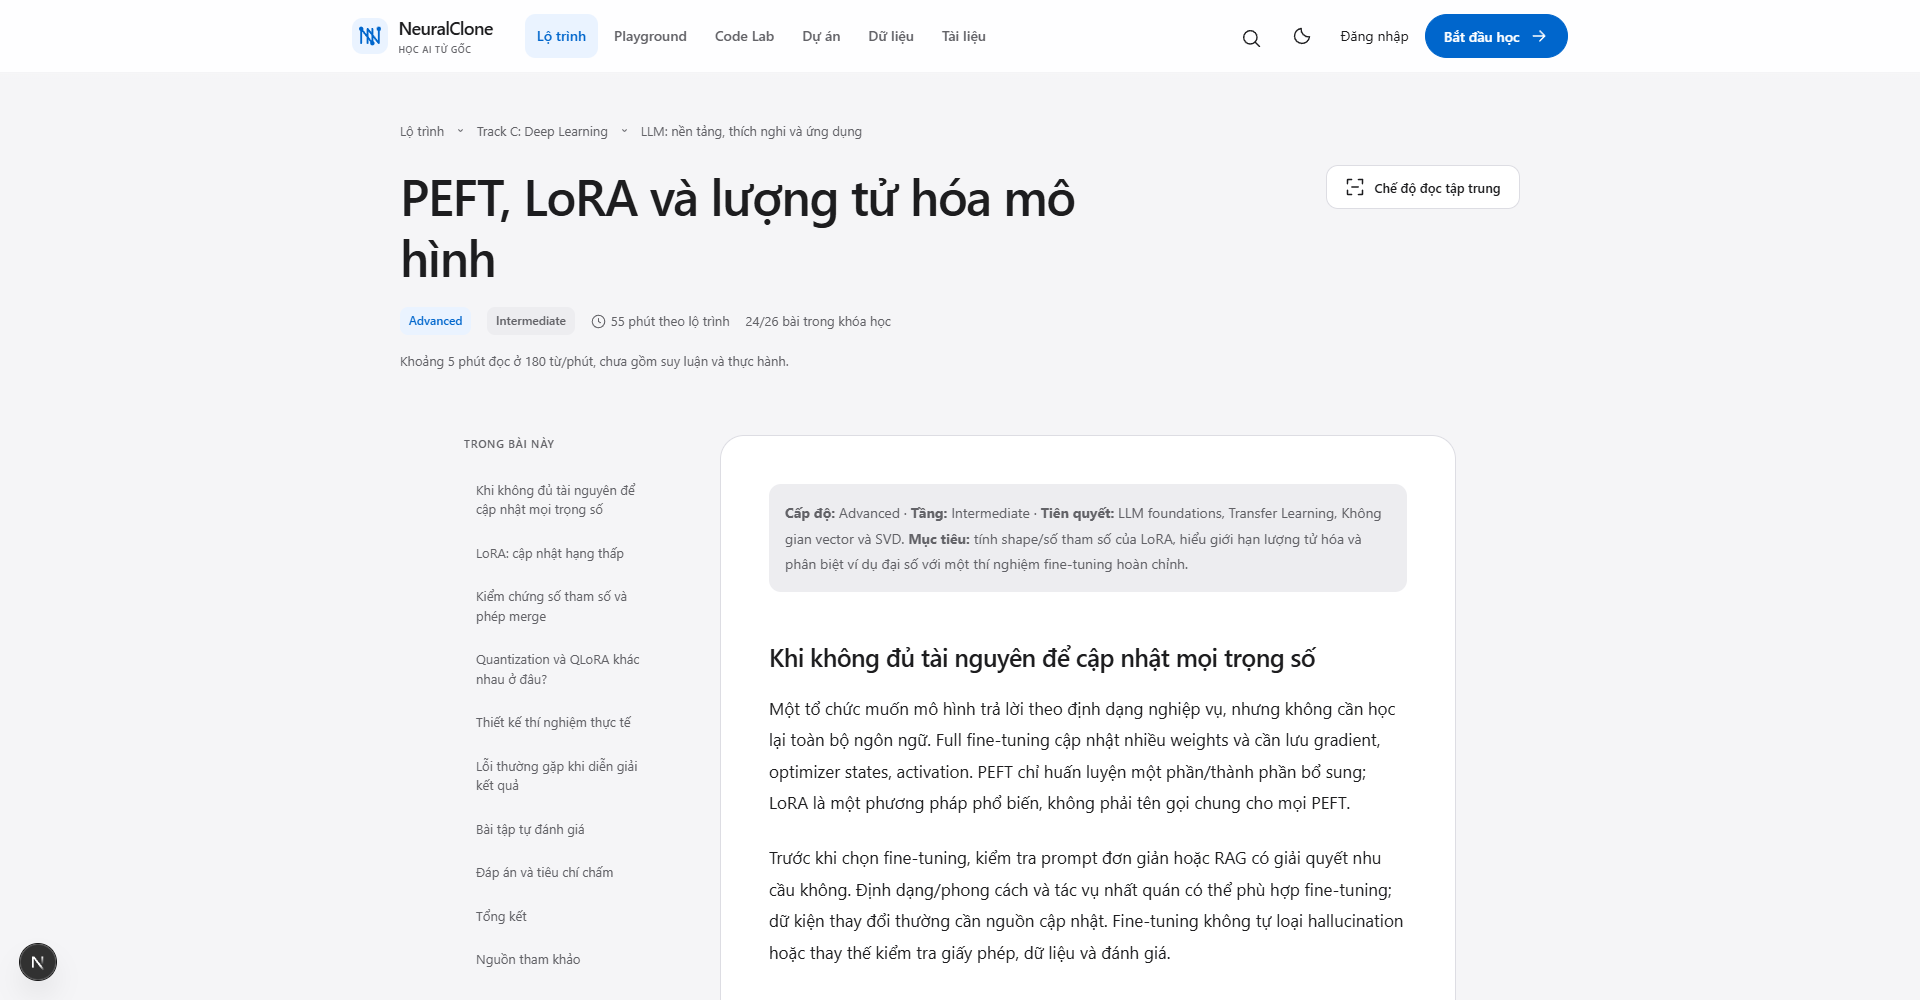 NeuralClone
HỌC AI TỪ GỐC
Lộ trình
Playground
Code Lab
Dự án
Dữ liệu
Tài liệu
Đăng nhập
Bắt đầu học
Lộ trình
Track C: Deep Learning
LLM: nền tảng, thích nghi và ứng dụng
PEFT, LoRA và lượng tử hóa mô
hình
Chế độ đọc tập trung
Advanced
Intermediate
55 phút theo lộ trình
24/26 bài trong khóa học
Khoảng 5 phút đọc ở 180 từ/phút, chưa gồm suy luận và thực hành.
TRONG BÀI NÀY
Khi không đủ tài nguyên để
cập nhật mọi trọng số
LoRA: cập nhật hạng thấp
Kiểm chứng số tham số và
phép merge
Quantization và QLoRA khác
nhau ở đâu?
Thiết kế thí nghiệm thực tế
Lỗi thường gặp khi diễn giải
kết quả
Bài tập tự đánh giá
Đáp án và tiêu chí chấm
Tổng kết
Nguồn tham khảo
Cấp độ: Advanced · Tầng: Intermediate · Tiên quyết: LLM foundations, Transfer Learning, Không
gian vector và SVD. Mục tiêu: tính shape/số tham số của LoRA, hiểu giới hạn lượng tử hóa và
phân biệt ví dụ đại số với một thí nghiệm fine-tuning hoàn chỉnh.
Khi không đủ tài nguyên để cập nhật mọi trọng số
Một tổ chức muốn mô hình trả lời theo định dạng nghiệp vụ, nhưng không cần học
lại toàn bộ ngôn ngữ. Full fine-tuning cập nhật nhiều weights và cần lưu gradient,
optimizer states, activation. PEFT chỉ huấn luyện một phần/thành phần bổ sung;
LoRA là một phương pháp phổ biến, không phải tên gọi chung cho mọi PEFT.
Trước khi chọn fine-tuning, kiểm tra prompt đơn giản hoặc RAG có giải quyết nhu
cầu không. Định dạng/phong cách và tác vụ nhất quán có thể phù hợp fine-tuning;
dữ kiện thay đổi thường cần nguồn cập nhật. Fine-tuning không tự loại hallucination
hoặc thay thế kiểm tra giấy phép, dữ liệu và đánh giá.
N